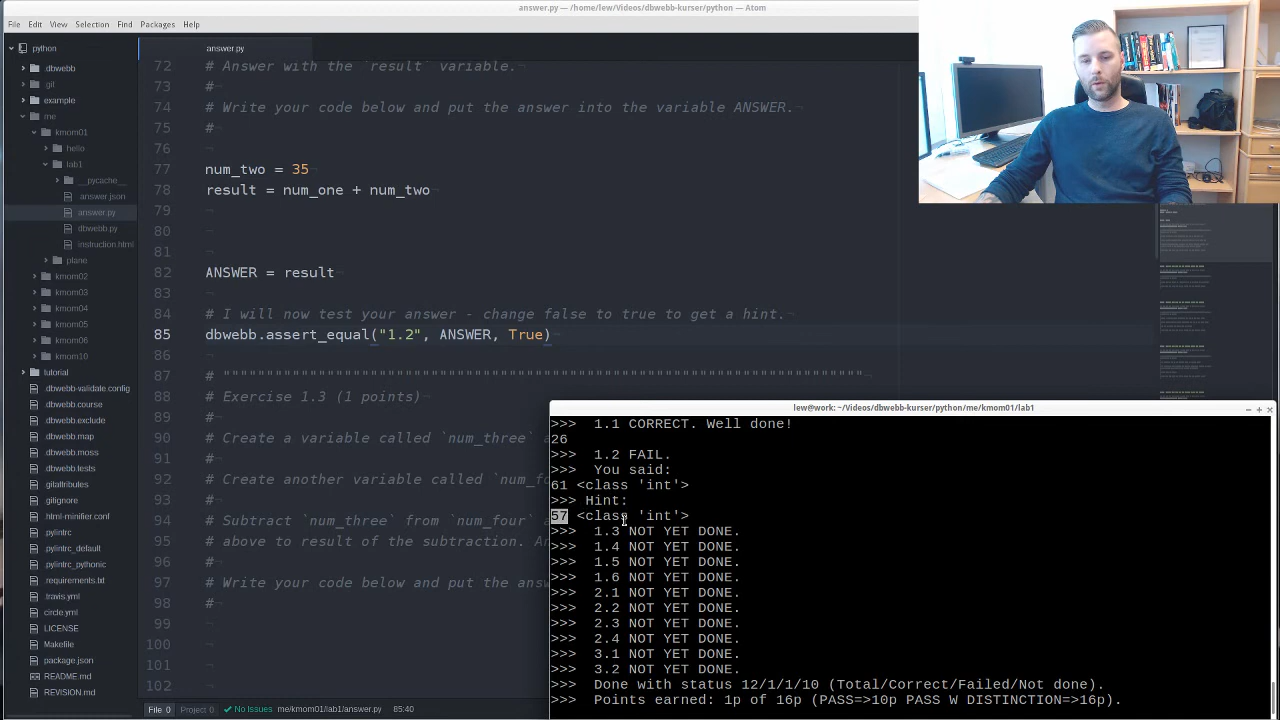 answer.py — /home/lew/Videos/dbwebb-kurser/python — Atom
File Edit View Selection Find Packages Help
python
.dbwebb
.git
example
me
kmom01
hello
lab1
__pycache__
.answer.json
answer.py
dbwebb.py
instruction.html
plane
kmom02
kmom03
kmom04
kmom05
kmom06
kmom10
tutorial
.dbwebb-validate.config
.dbwebb.course
.dbwebb.exclude
.dbwebb.map
.dbwebb.moss
.dbwebb.tests
.gitattributes
.gitignore
.html-minifier.conf
.pylintrc
.pylintrc_default
.pylintrc_pythonic
.requirements.txt
.travis.yml
circle.yml
LICENSE
Makefile
package.json
README.md
REVISION.md
answer.py
72 # Answer with the `result` variable.
73 #
74 # Write your code below and put the answer into the variable ANSWER.
75 #
76
77 num_two = 35
78 result = num_one + num_two
79
80
81
82 ANSWER = result
83
84 # I will now test your answer - change false to true to get a hint.
85 dbwebb.assert_equal("1.2", ANSWER, True)
86
87 # """"""""""""""""""""""""""""""""""""""""""""""""""""""""""""""""""""""""""
88 # Exercise 1.3 (1 points)
89 #
90 # Create a variable called `num_three`
91 #
92 # Create another variable called `num_f
93 #
94 # Subtract `num_three` from `num_four`
95 # above to result of the subtraction. An
96 #
97 # Write your code below and put the answ
98 #
99
100
101
102
File 0 Project 0 No Issues me/kmom01/lab1/answer.py 85:40
lew@work: ~/Videos/dbwebb-kurser/python/me/kmom01/lab1
>>> 1.1 CORRECT. Well done!
26
>>> 1.2 FAIL.
>>> You said:
61 <class 'int'>
>>> Hint:
57 <class 'int'>
>>> 1.3 NOT YET DONE.
>>> 1.4 NOT YET DONE.
>>> 1.5 NOT YET DONE.
>>> 1.6 NOT YET DONE.
>>> 2.1 NOT YET DONE.
>>> 2.2 NOT YET DONE.
>>> 2.3 NOT YET DONE.
>>> 2.4 NOT YET DONE.
>>> 3.1 NOT YET DONE.
>>> 3.2 NOT YET DONE.
>>> Done with status 12/1/1/10 (Total/Correct/Failed/Not done).
>>> Points earned: 1p of 16p (PASS=>10p PASS W DISTINCTION=>16p).